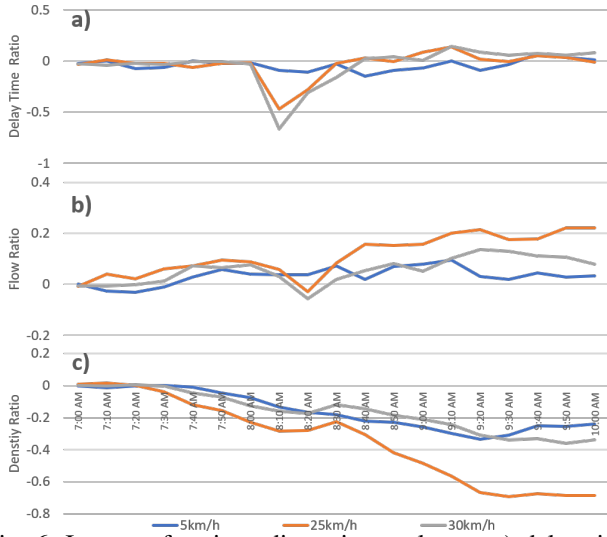 a)
Delay Time Ratio
0.5
0
-0.5
-1
b)
Flow Ratio
0.4
0.2
0
-0.2
c)
Denstiy Ratio
0.2
0
-0.2
-0.4
-0.6
-0.8
7:00 AM
7:10 AM
7:20 AM
7:30 AM
7:40 AM
7:50 AM
8:00 AM
8:10 AM
8:20 AM
8:30 AM
8:40 AM
8:50 AM
9:00 AM
9:10 AM
9:20 AM
9:30 AM
9:40 AM
9:50 AM
10:00 AM
5km/h 25km/h 30km/h